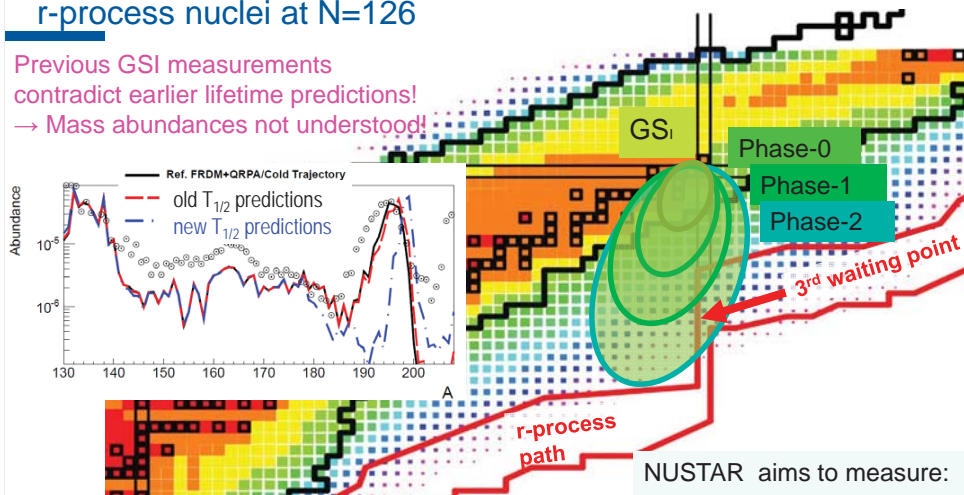 r-process nuclei at N=126
Previous GSI measurements
contradict earlier lifetime predictions!
→ Mass abundances not understood!
GSI
Phase-0
Phase-1
Phase-2
3rd waiting point
Ref. FRDM+QRPA/Cold Trajectory
old T1/2 predictions
new T1/2 predictions
Abundance
10-5
10-6
130 140 150 160 170 180 190 200
A
r-process
path
NUSTAR aims to measure: